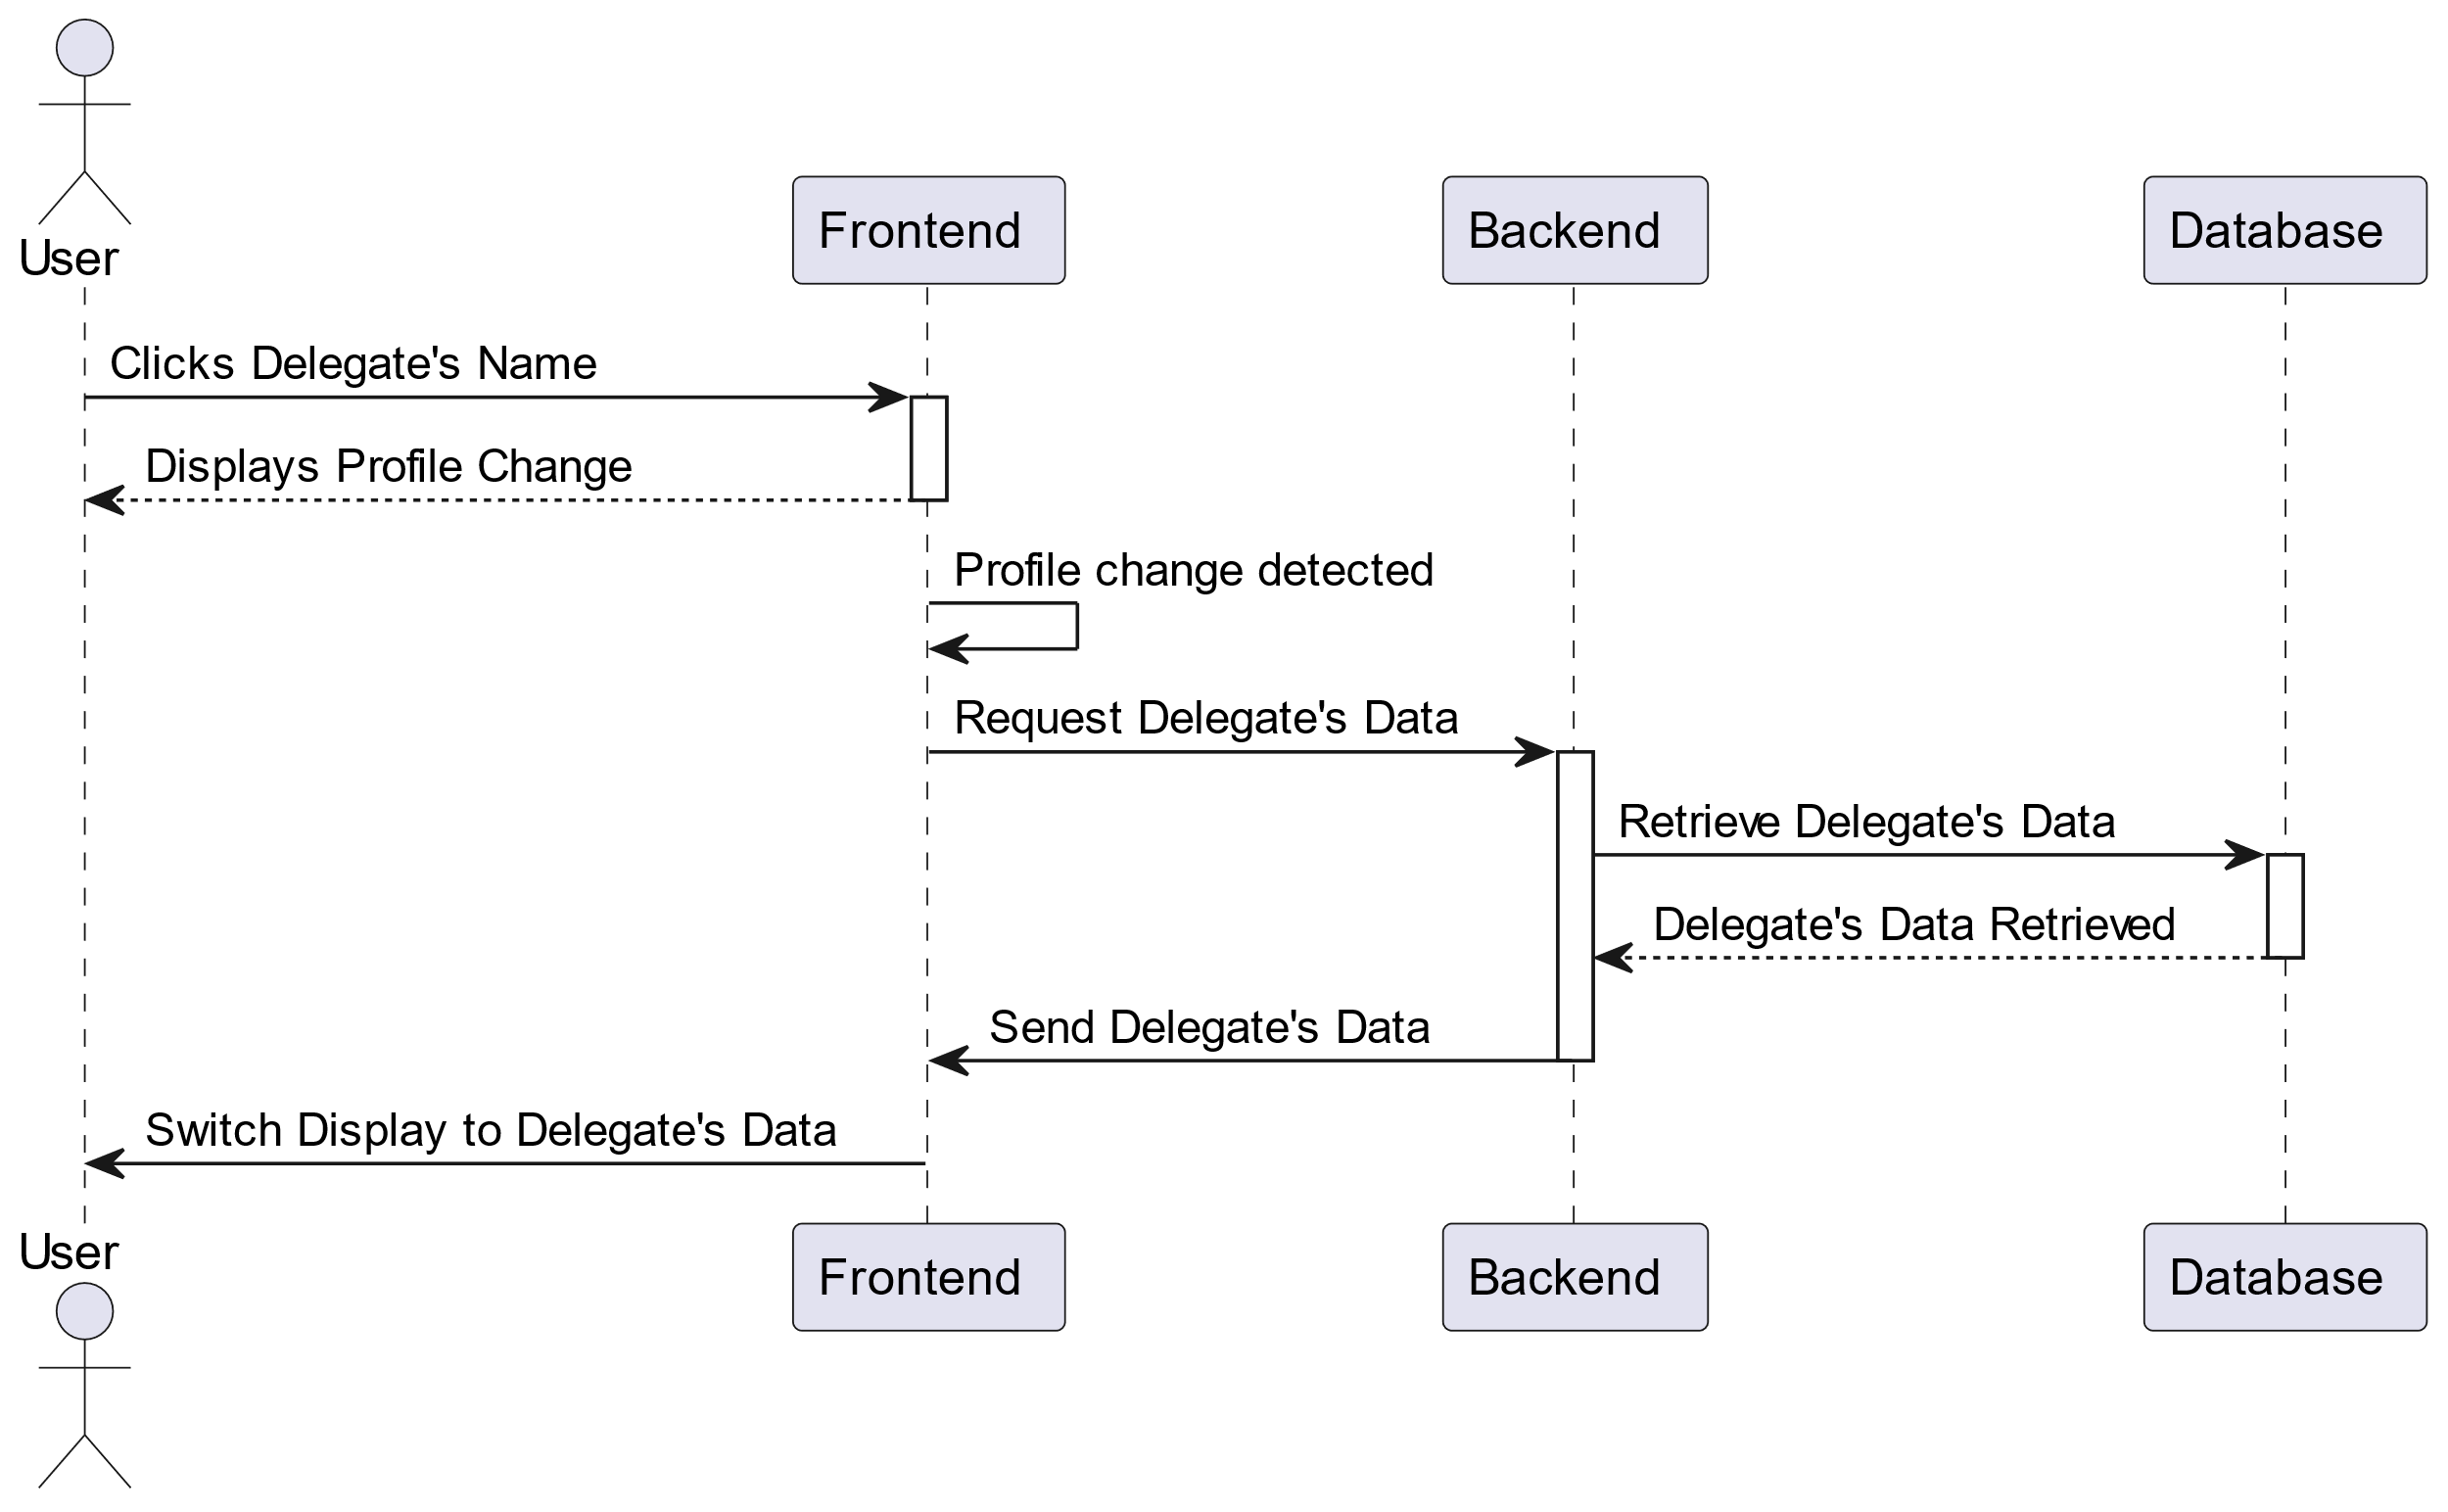 User
Frontend
Backend
Database
Clicks Delegate's Name
Displays Profile Change
Profile change detected
Request Delegate's Data
Retrieve Delegate's Data
Delegate's Data Retrieved
Send Delegate's Data
Switch Display to Delegate's Data
User
Frontend
Backend
Database